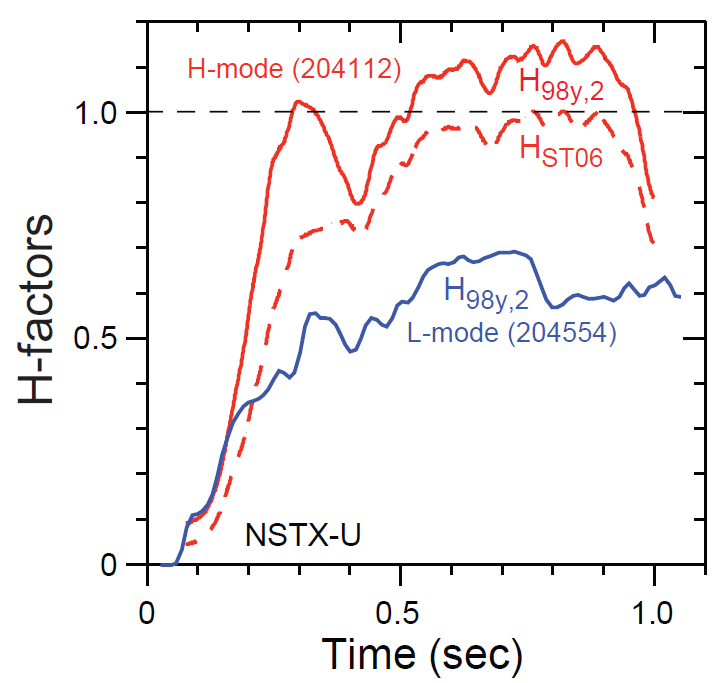 H-mode (204112)
H98y,2
1.0
HST06
H-factors
H98y,2
0.5
L-mode (204554)
NSTX-U
0
0
0.5
1.0
Time (sec)